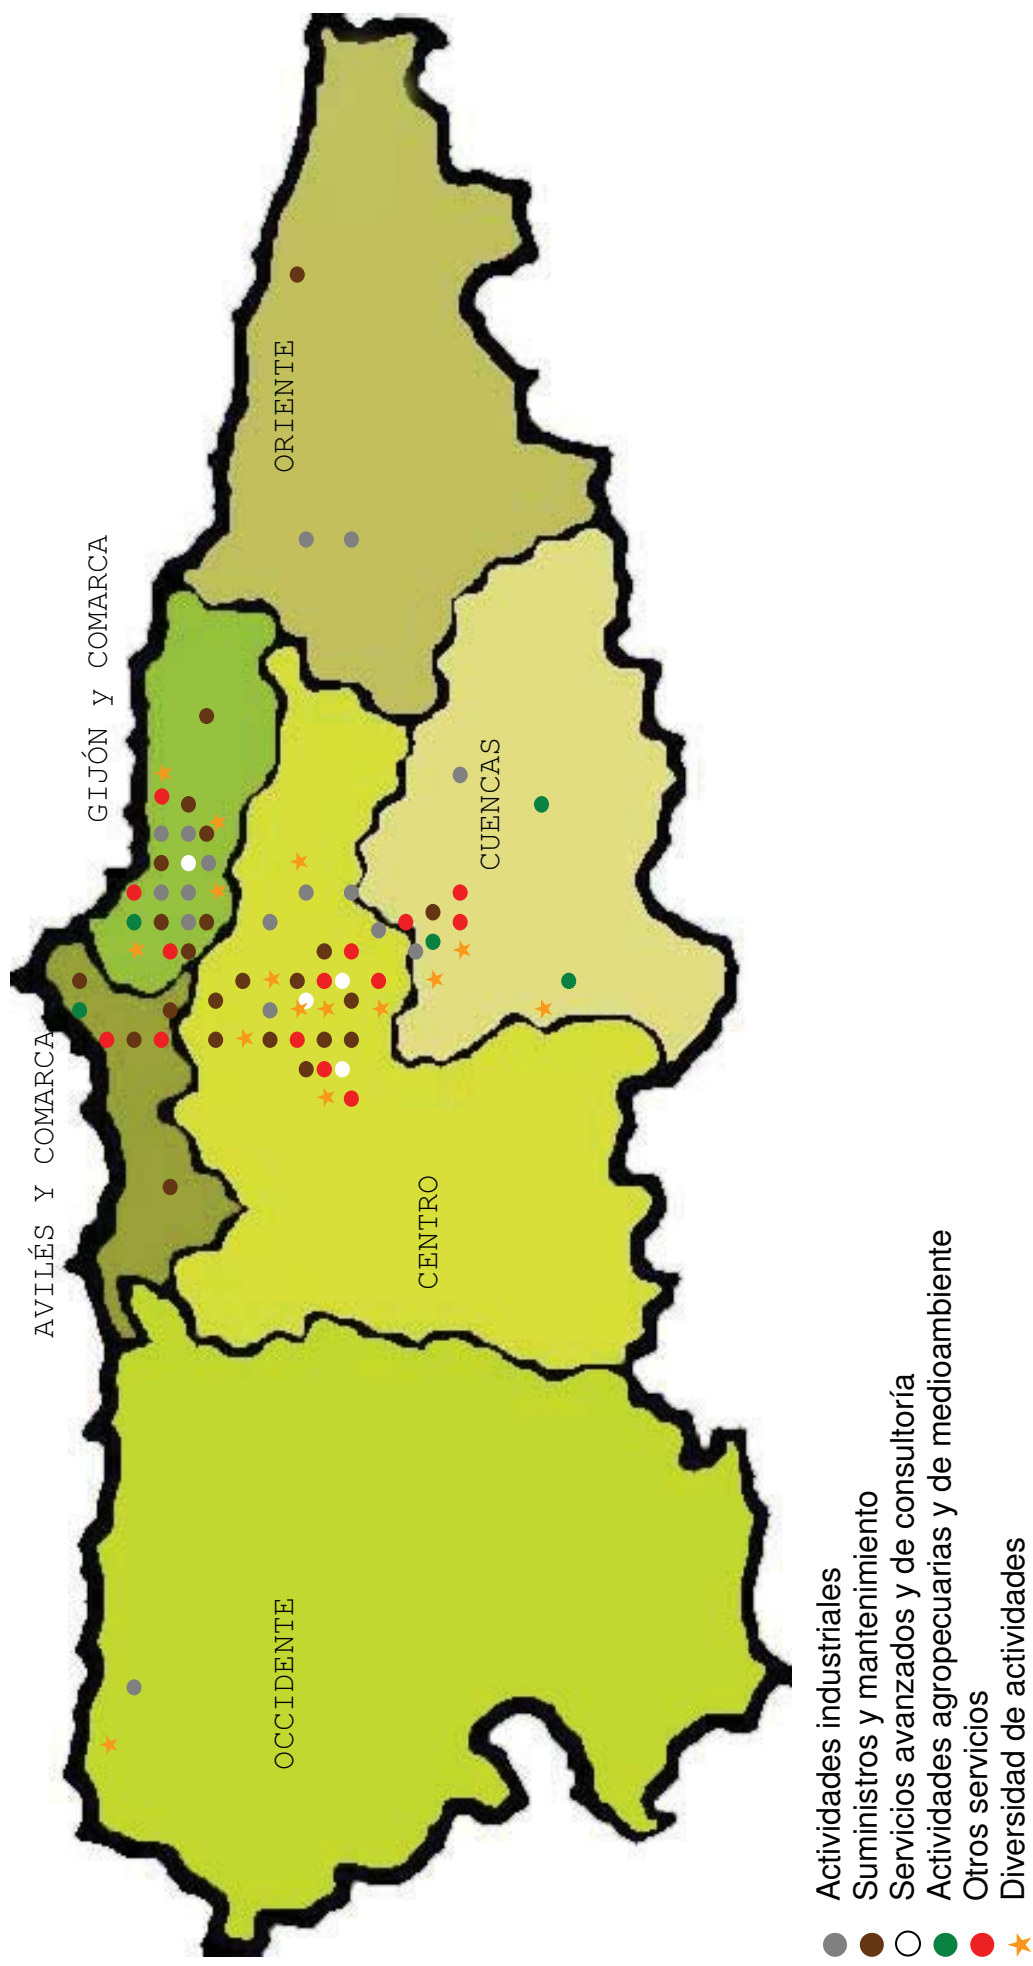 AVILÉS Y COMARCA
GIJÓN y COMARCA
OCCIDENTE
CENTRO
CUENCAS
ORIENTE
Actividades industriales
Suministros y mantenimiento
Servicios avanzados y de consultoría
Actividades agropecuarias y de medioambiente
Otros servicios
Diversidad de actividades